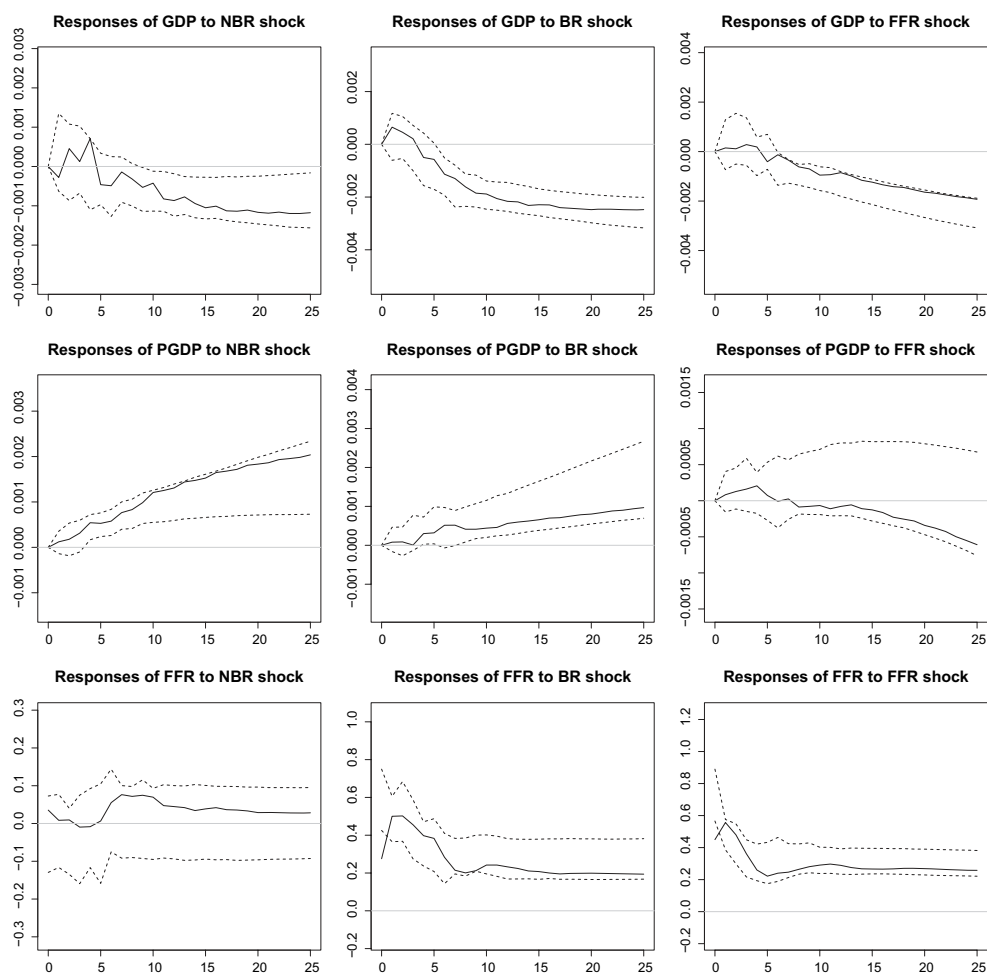 Responses of GDP to NBR shock
0.003
0.002
0.001
0.000
−0.001
−0.002
−0.003
0 5 10 15 20 25
Responses of GDP to BR shock
0.002
0.000
−0.002
−0.004
0 5 10 15 20 25
Responses of GDP to FFR shock
0.004
0.002
0.000
−0.002
−0.004
0 5 10 15 20 25
Responses of PGDP to NBR shock
0.003
0.002
0.001
0.000
−0.001
0 5 10 15 20 25
Responses of PGDP to BR shock
0.004
0.003
0.002
0.001
0.000
−0.001
0 5 10 15 20 25
Responses of PGDP to FFR shock
0.0015
0.0005
−0.0005
−0.0015
0 5 10 15 20 25
Responses of FFR to NBR shock
0.3
0.2
0.1
0.0
−0.1
−0.3
0 5 10 15 20 25
Responses of FFR to BR shock
1.0
0.8
0.6
0.4
0.2
0.0
−0.2
0 5 10 15 20 25
Responses of FFR to FFR shock
1.2
1.0
0.8
0.6
0.4
0.2
0.0
−0.2
0 5 10 15 20 25